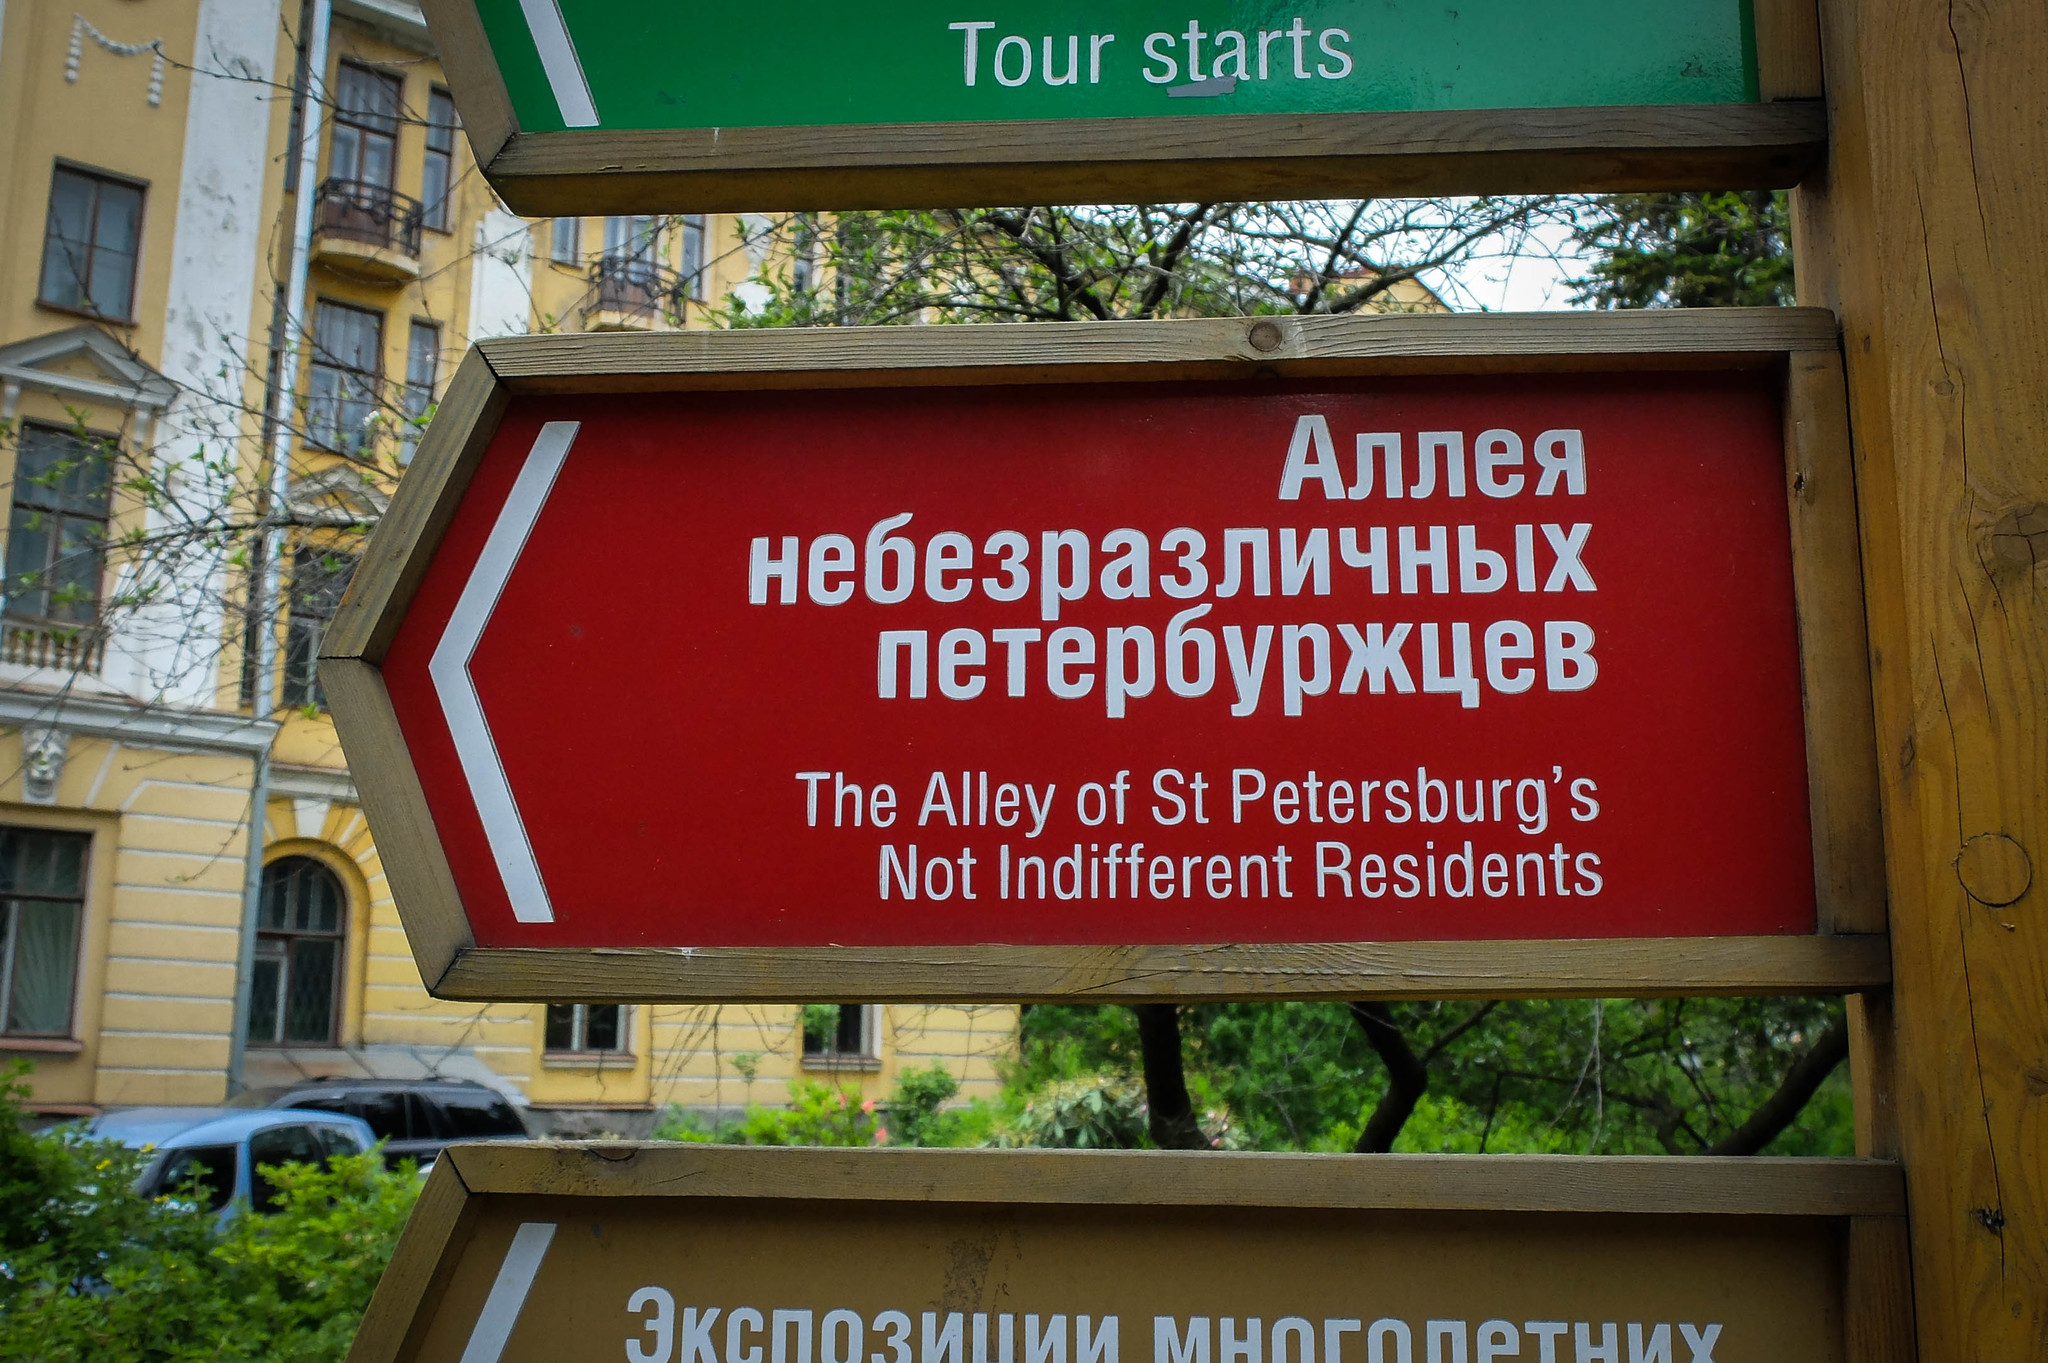 Tour starts
Аллея
небезразличных
петербуржцев
The Alley of St Petersburg's
Not Indifferent Residents
Экспозиции многолетних